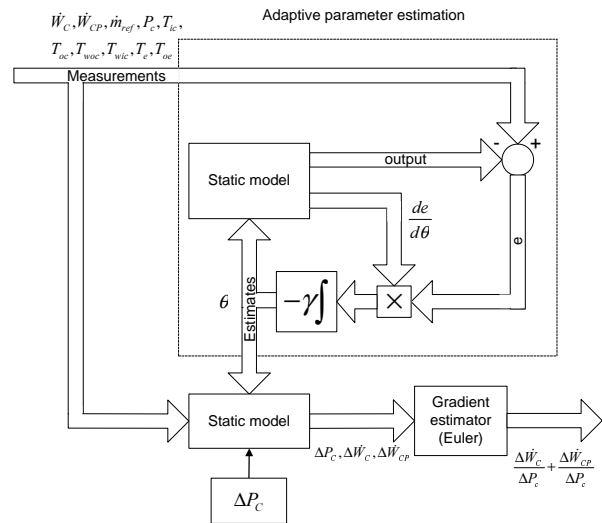 Adaptive parameter estimation
Ẇ_C, Ẇ_CP, ṁ_ref, P_c, T_ic,
T_oc, T_woc, T_wic, T_e, T_oe
Measurements
- +
output
Static model
de/dθ
e
θ
Estimates
-γ∫
×
Static model
Gradient
estimator
(Euler)
ΔP_C, ΔẆ_C, ΔẆ_CP
ΔẆ_C/ΔP_c + ΔẆ_CP/ΔP_c
ΔP_C